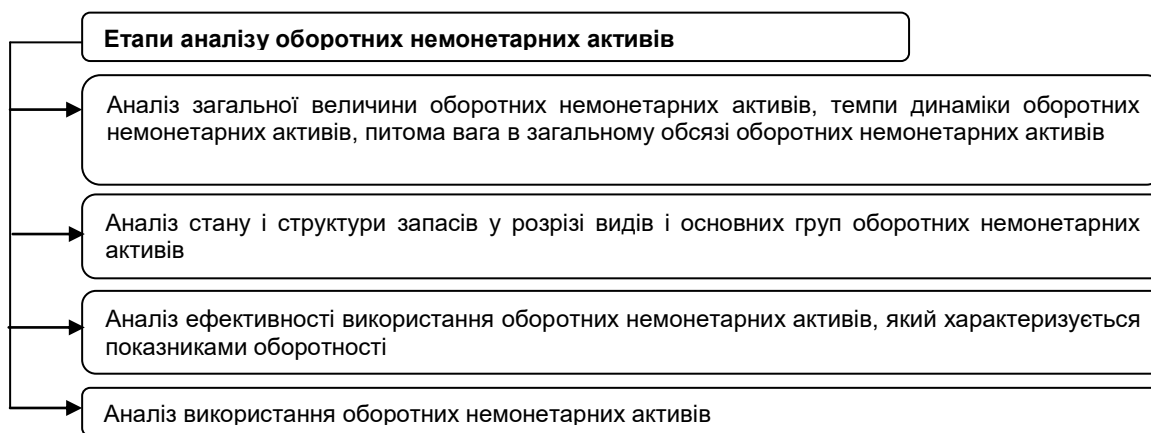 Етапи аналізу оборотних немонетарних активів
Аналіз загальної величини оборотних немонетарних активів, темпи динаміки оборотних
немонетарних активів, питома вага в загальному обсязі оборотних немонетарних активів
Аналіз стану і структури запасів у розрізі видів і основних груп оборотних немонетарних
активів
Аналіз ефективності використання оборотних немонетарних активів, який характеризується
показниками оборотності
Аналіз використання оборотних немонетарних активів